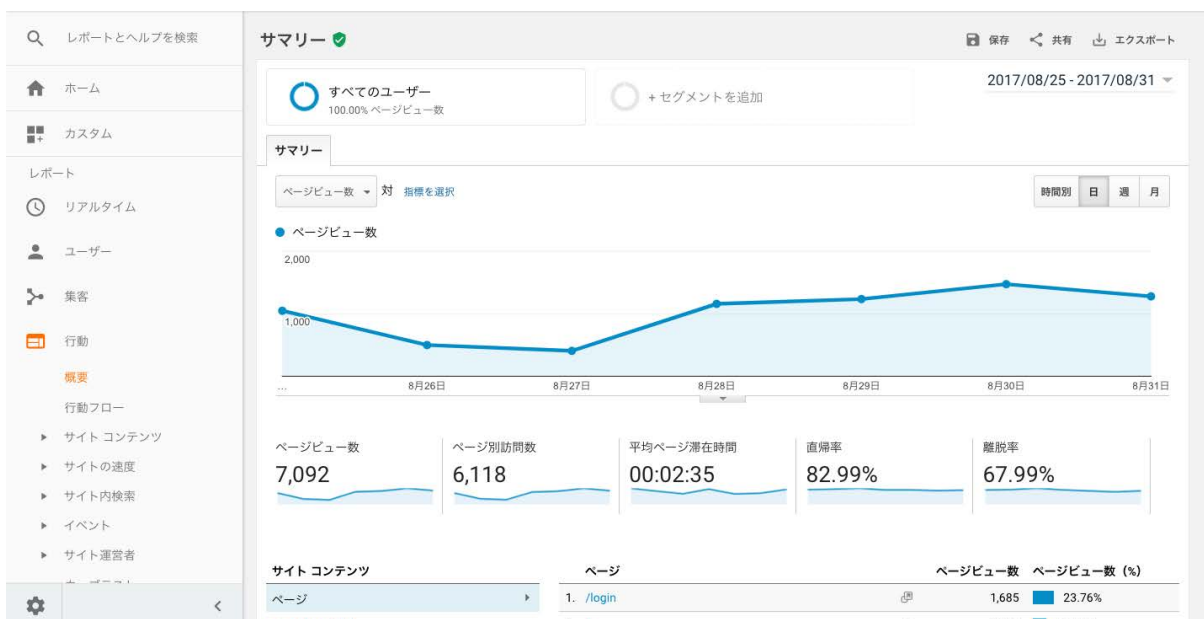 レポートとヘルプを検索
ホーム
カスタム
レポート
リアルタイム
ユーザー
集客
行動
概要
行動フロー
サイト コンテンツ
サイトの速度
サイト内検索
イベント
サイト運営者
サマリー
保存 共有 エクスポート
すべてのユーザー
100.00% ページビュー数
+ セグメントを追加
2017/08/25 - 2017/08/31
サマリー
ページビュー数 対 指標を選択
時間別 日 週 月
ページビュー数
2,000
1,000
... 8月26日 8月27日 8月28日 8月29日 8月30日 8月31日
ページビュー数 ページ別訪問数 平均ページ滞在時間 直帰率 離脱率
7,092 6,118 00:02:35 82.99% 67.99%
サイト コンテンツ ページ ページビュー数 ページビュー数 (%)
ページ 1. /login 1,685 23.76%